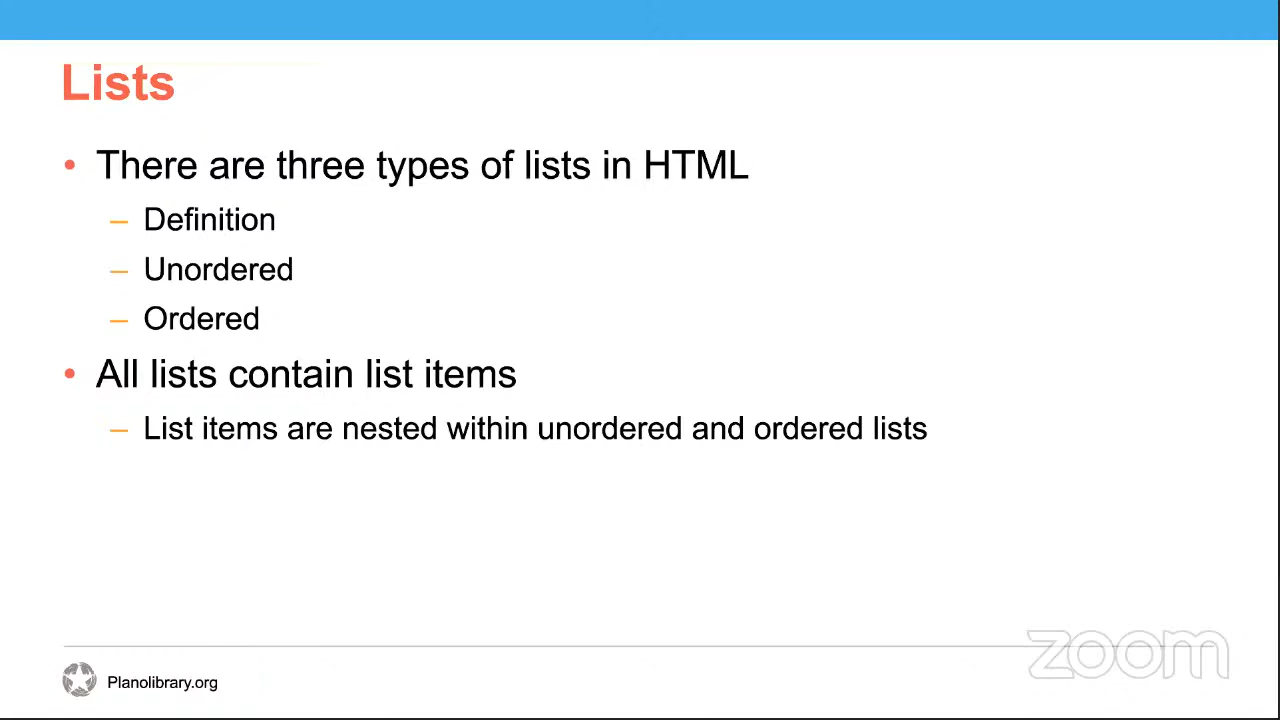 Lists
• There are three types of lists in HTML
– Definition
– Unordered
– Ordered
• All lists contain list items
– List items are nested within unordered and ordered lists
Planolibrary.org
zoom